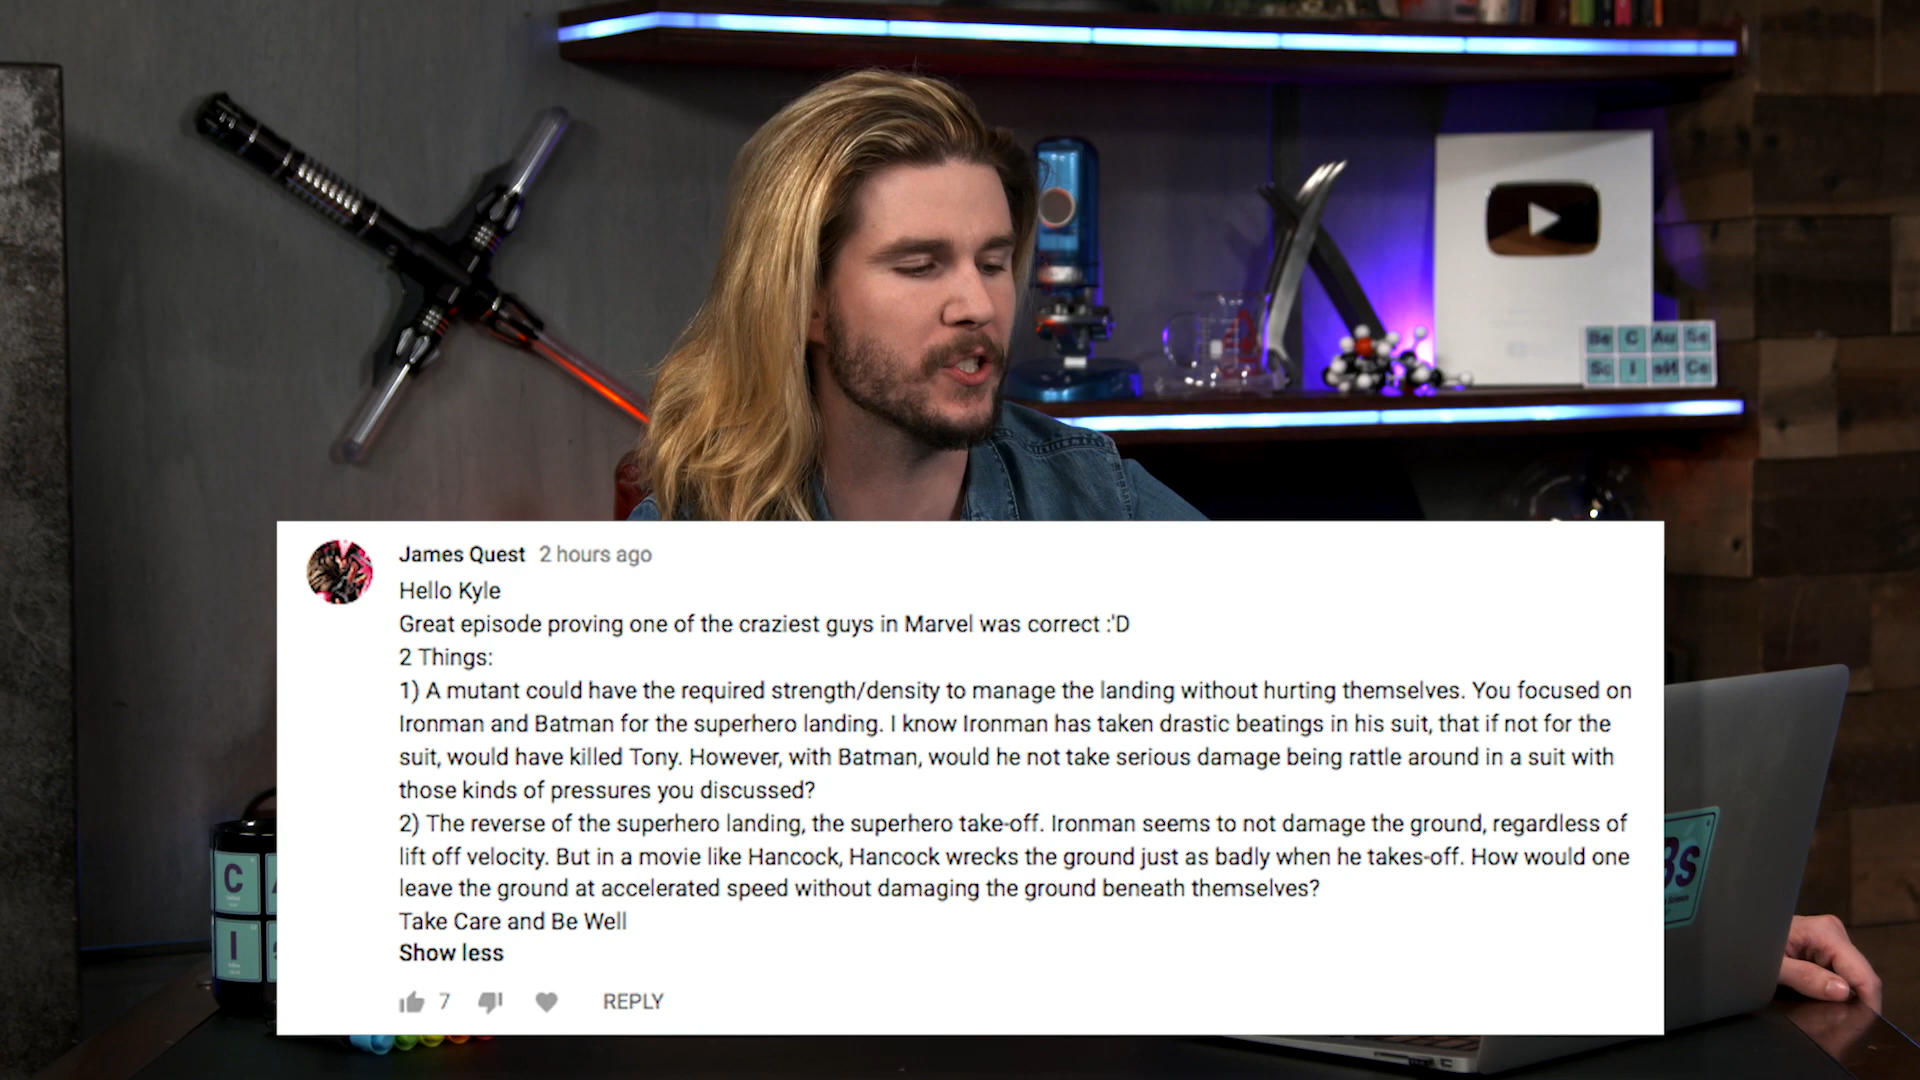 Be C Au Se
Sc I eN Ce
James Quest 2 hours ago
Hello Kyle
Great episode proving one of the craziest guys in Marvel was correct :'D
2 Things:
1) A mutant could have the required strength/density to manage the landing without hurting themselves. You focused on
Ironman and Batman for the superhero landing. I know Ironman has taken drastic beatings in his suit, that if not for the
suit, would have killed Tony. However, with Batman, would he not take serious damage being rattle around in a suit with
those kinds of pressures you discussed?
2) The reverse of the superhero landing, the superhero take-off. Ironman seems to not damage the ground, regardless of
lift off velocity. But in a movie like Hancock, Hancock wrecks the ground just as badly when he takes-off. How would one
leave the ground at accelerated speed without damaging the ground beneath themselves?
Take Care and Be Well
Show less
7 REPLY
C
I